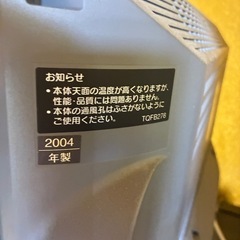 お知らせ
・本体天面の温度が高くなりますが、
性能・品質には問題ありません。
・本体の通風孔はふさがないように
ご使用ください。
TQFB278
2004
年製